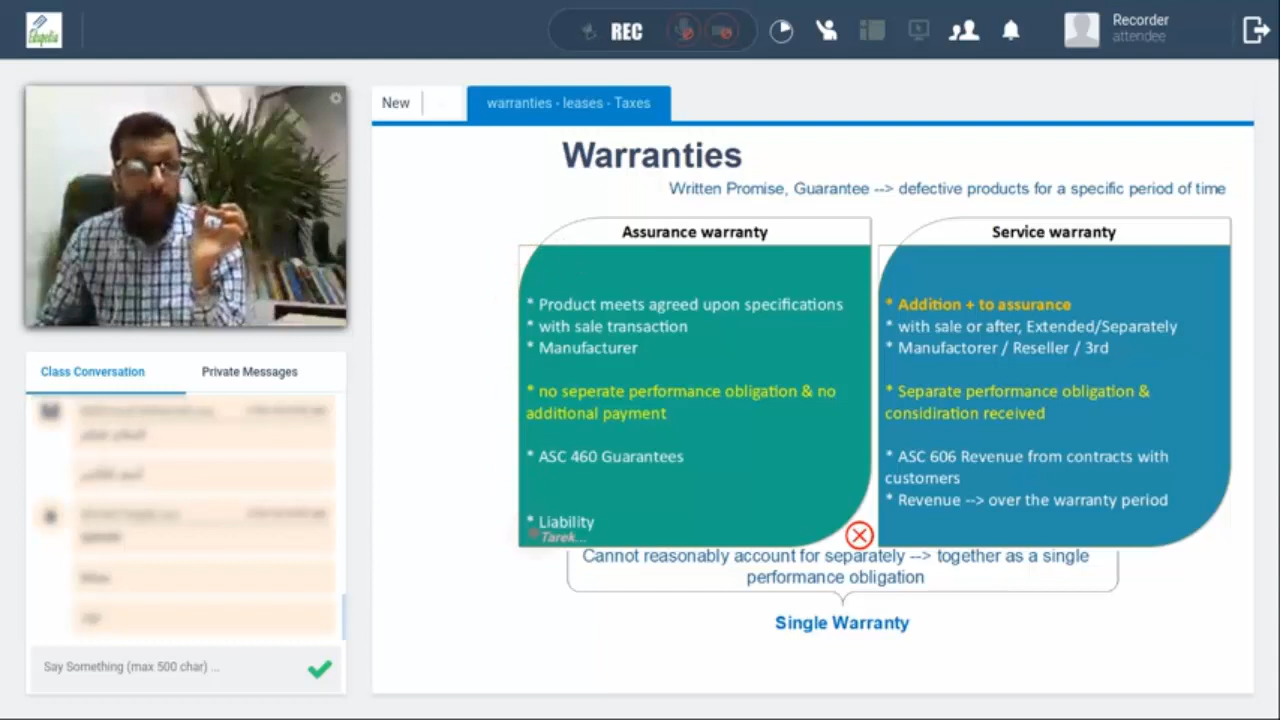 Edupedia
REC
Recorder
attendee
New
warranties - leases - Taxes
Warranties
Written Promise, Guarantee --> defective products for a specific period of time
Assurance warranty
* Product meets agreed upon specifications
* with sale transaction
* Manufacturer
* no seperate performance obligation & no
additional payment
* ASC 460 Guarantees
* Liability
Tarek...
Service warranty
* Addition + to assurance
* with sale or after, Extended/Separately
* Manufactorer / Reseller / 3rd
* Separate performance obligation &
considiration received
* ASC 606 Revenue from contracts with
customers
* Revenue --> over the warranty period
Cannot reasonably account for separately --> together as a single
performance obligation
Single Warranty
Class Conversation
Private Messages
Say Something (max 500 char) ...